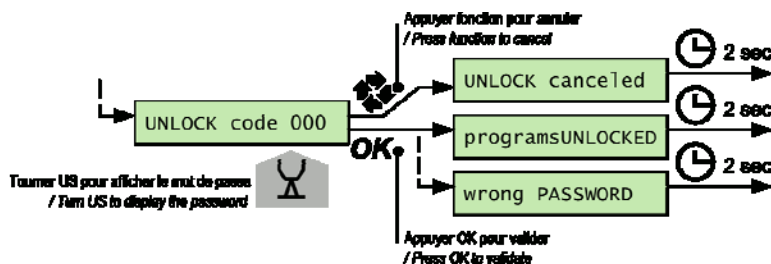 Appuyer fonction pour annuler
/ Press function to cancel
2 sec
UNLOCK canceled
UNLOCK code 000
2 sec
programsUNLOCKED
OK
2 sec
wrong PASSWORD
Tourner US pour afficher le mot de passe
/ Turn US to display the password
Appuyer OK pour valider
/ Press OK to validate